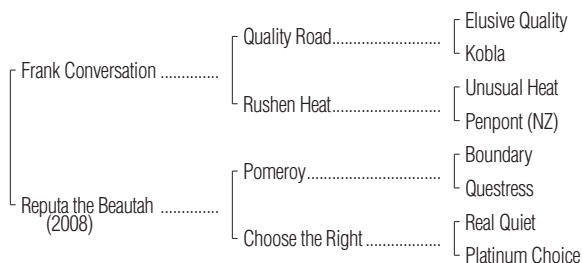 Elusive Quality
Quality Road
Kobla
Frank Conversation
Unusual Heat
Rushen Heat
Penpont (NZ)
Boundary
Pomeroy
Questress
Reputa the Beautah
(2008)
Real Quiet
Choose the Right
Platinum Choice